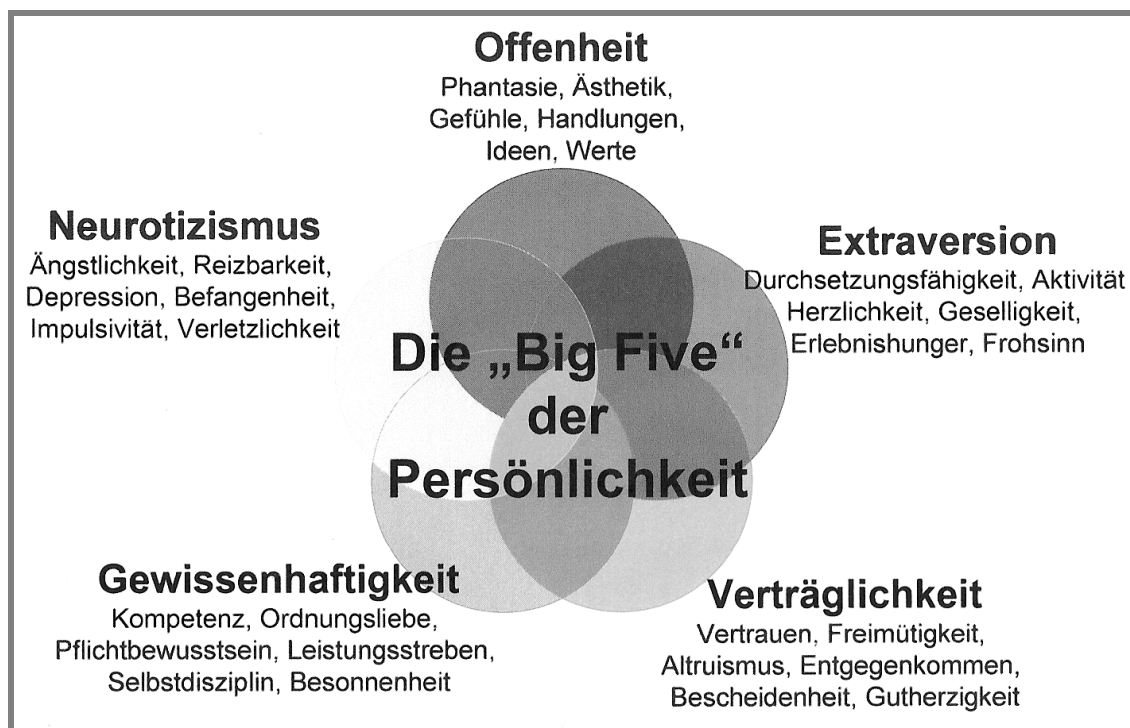 Offenheit
Phantasie, Ästhetik,
Gefühle, Handlungen,
Ideen, Werte
Neurotizismus
Ängstlichkeit, Reizbarkeit,
Depression, Befangenheit,
Impulsivität, Verletzlichkeit
Extraversion
Durchsetzungsfähigkeit, Aktivität
Herzlichkeit, Geselligkeit,
Erlebnishunger, Frohsinn
Die „Big Five“
der
Persönlichkeit
Gewissenhaftigkeit
Kompetenz, Ordnungsliebe,
Pflichtbewusstsein, Leistungsstreben,
Selbstdisziplin, Besonnenheit
Verträglichkeit
Vertrauen, Freimütigkeit,
Altruismus, Entgegenkommen,
Bescheidenheit, Gutherzigkeit